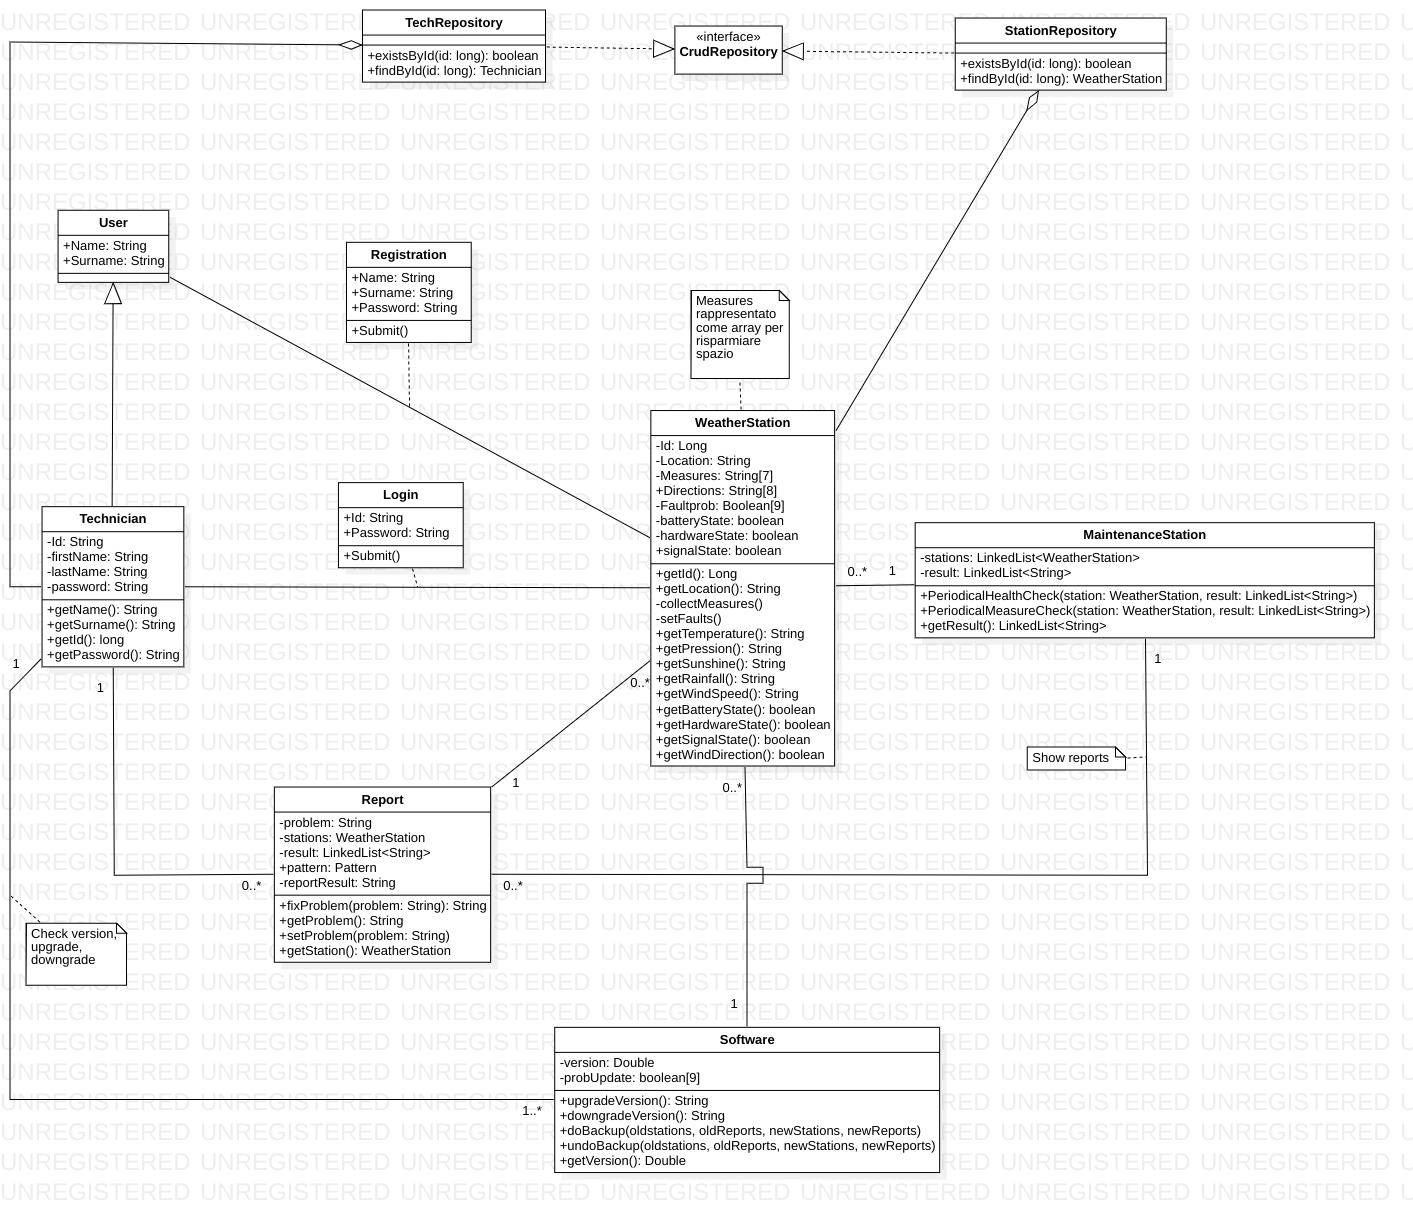 TechRepository
+existsById(id: long): boolean
+findById(id: long): Technician
«interface»
CrudRepository
StationRepository
+existsById(id: long): boolean
+findById(id: long): WeatherStation
User
+Name: String
+Surname: String
Registration
+Name: String
+Surname: String
+Password: String
+Submit()
Measures
rappresentato
come array per
risparmiare
spazio
WeatherStation
-Id: Long
-Location: String
-Measures: String[7]
+Directions: String[8]
-Faultprob: Boolean[9]
-batteryState: boolean
-hardwareState: boolean
+signalState: boolean
+getId(): Long
+getLocation(): String
-collectMeasures()
-setFaults()
+getTemperature(): String
+getPression(): String
+getSunshine(): String
+getRainfall(): String
+getWindSpeed(): String
+getBatteryState(): boolean
+getHardwareState(): boolean
+getSignalState(): boolean
+getWindDirection(): boolean
Login
+Id: String
+Password: String
+Submit()
Technician
-Id: String
-firstName: String
-lastName: String
-password: String
+getName(): String
+getSurname(): String
+getId(): long
+getPassword(): String
MaintenanceStation
-stations: LinkedList<WeatherStation>
-result: LinkedList<String>
+PeriodicalHealthCheck(station: WeatherStation, result: LinkedList<String>)
+PeriodicalMeasureCheck(station: WeatherStation, result: LinkedList<String>)
+getResult(): LinkedList<String>
0..*
1
1
1
0..*
1
1
Show reports
0..*
Report
-problem: String
-stations: WeatherStation
-result: LinkedList<String>
+pattern: Pattern
-reportResult: String
+fixProblem(problem: String): String
+getProblem(): String
+setProblem(problem: String)
+getStation(): WeatherStation
0..*
0..*
Check version,
upgrade,
downgrade
1
Software
-version: Double
-probUpdate: boolean[9]
+upgradeVersion(): String
+downgradeVersion(): String
+doBackup(oldstations, oldReports, newStations, newReports)
+undoBackup(oldstations, oldReports, newStations, newReports)
+getVersion(): Double
1..*
UNREGISTERED